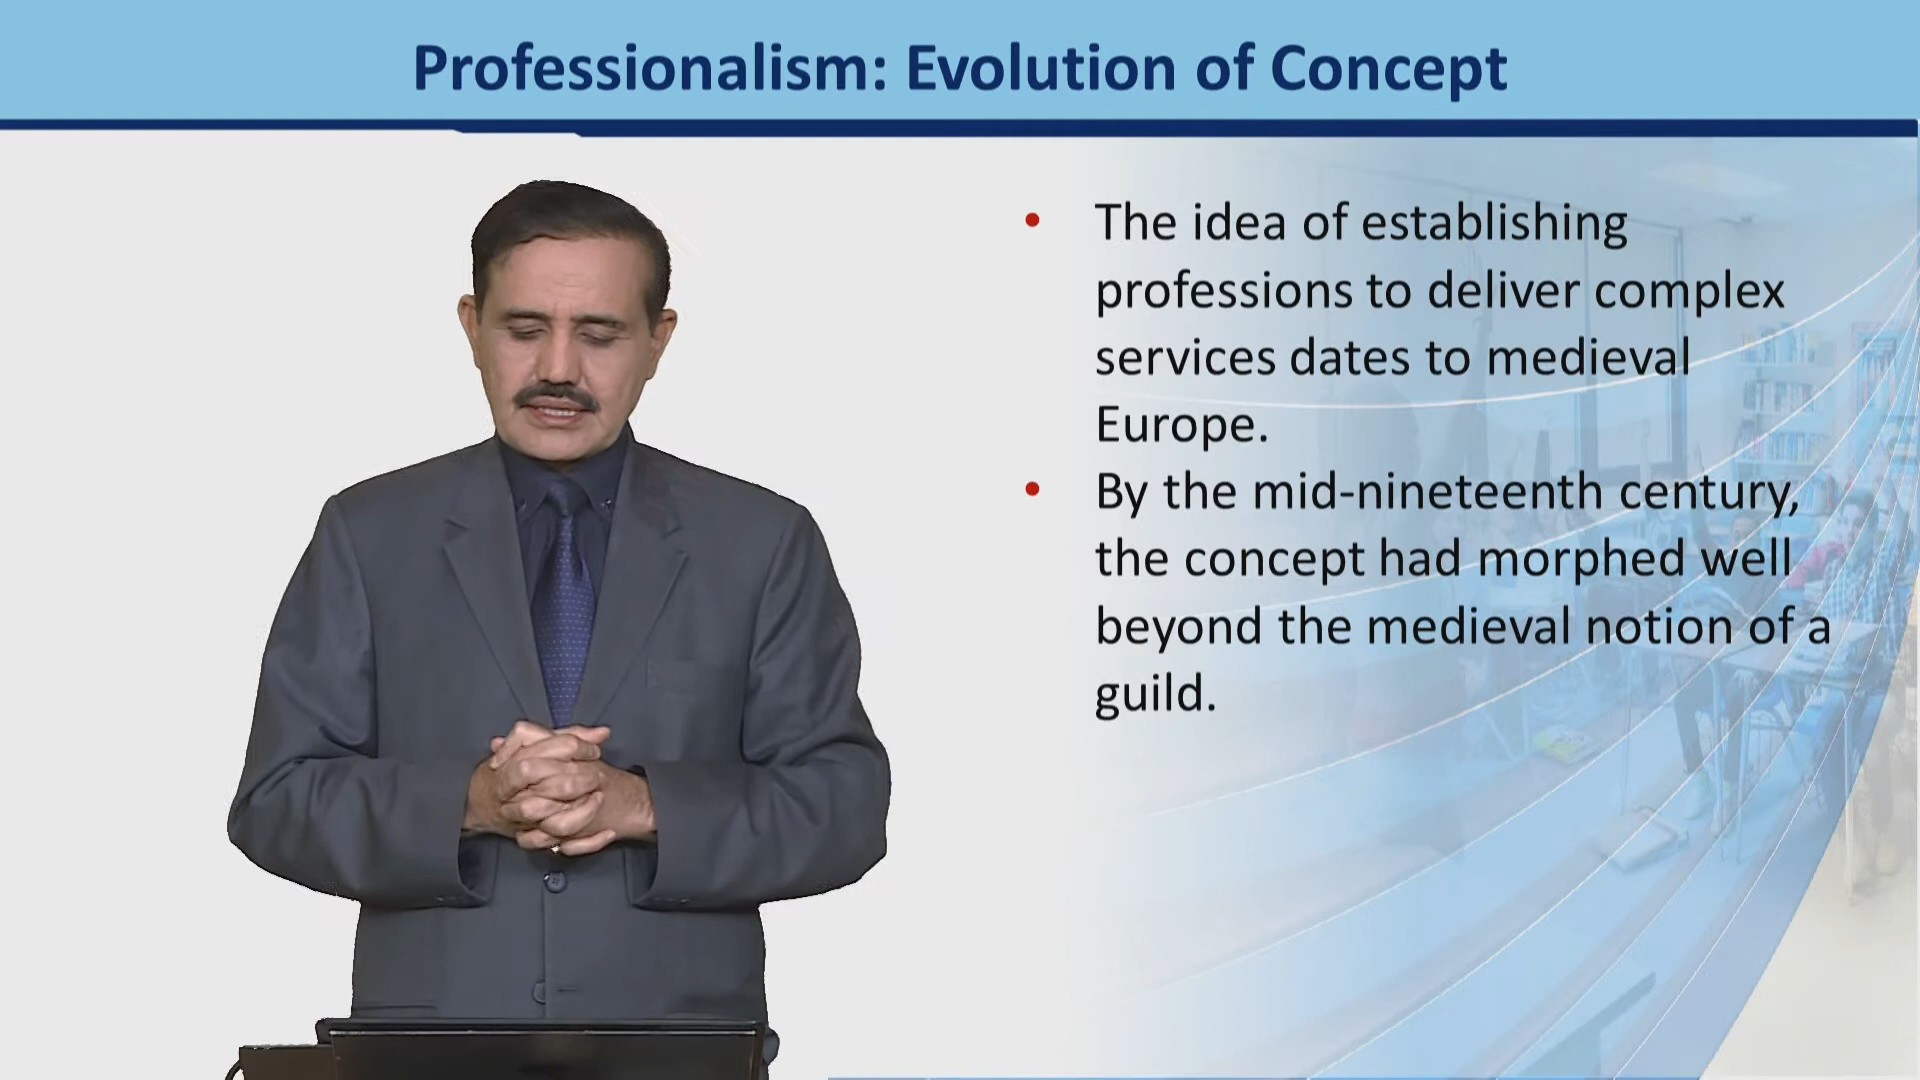 Professionalism: Evolution of Concept
• The idea of establishing
professions to deliver complex
services dates to medieval
Europe.
• By the mid-nineteenth century,
the concept had morphed well
beyond the medieval notion of a
guild.